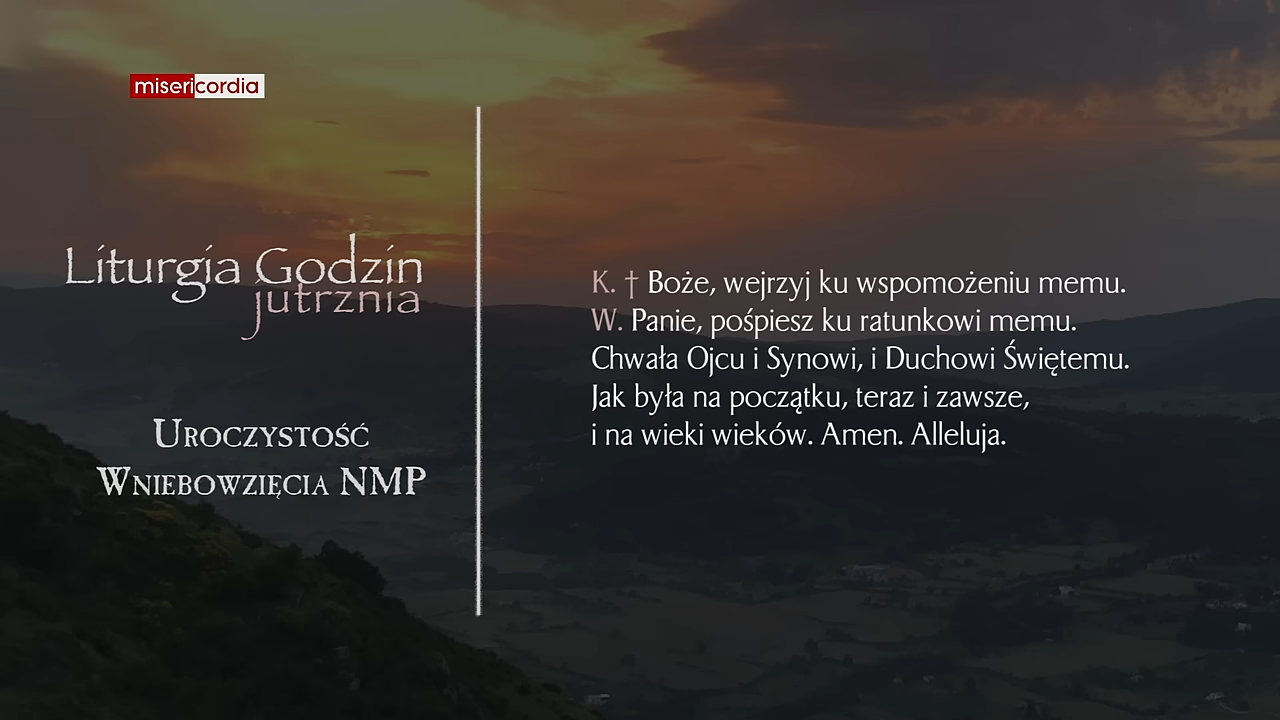 misericordia
Liturgia Godzin
jutrznia
Uroczystość
Wniebowzięcia NMP
K. † Boże, wejrzyj ku wspomożeniu memu.
W. Panie, pośpiesz ku ratunkowi memu.
Chwała Ojcu i Synowi, i Duchowi Świętemu.
Jak była na początku, teraz i zawsze,
i na wieki wieków. Amen. Alleluja.